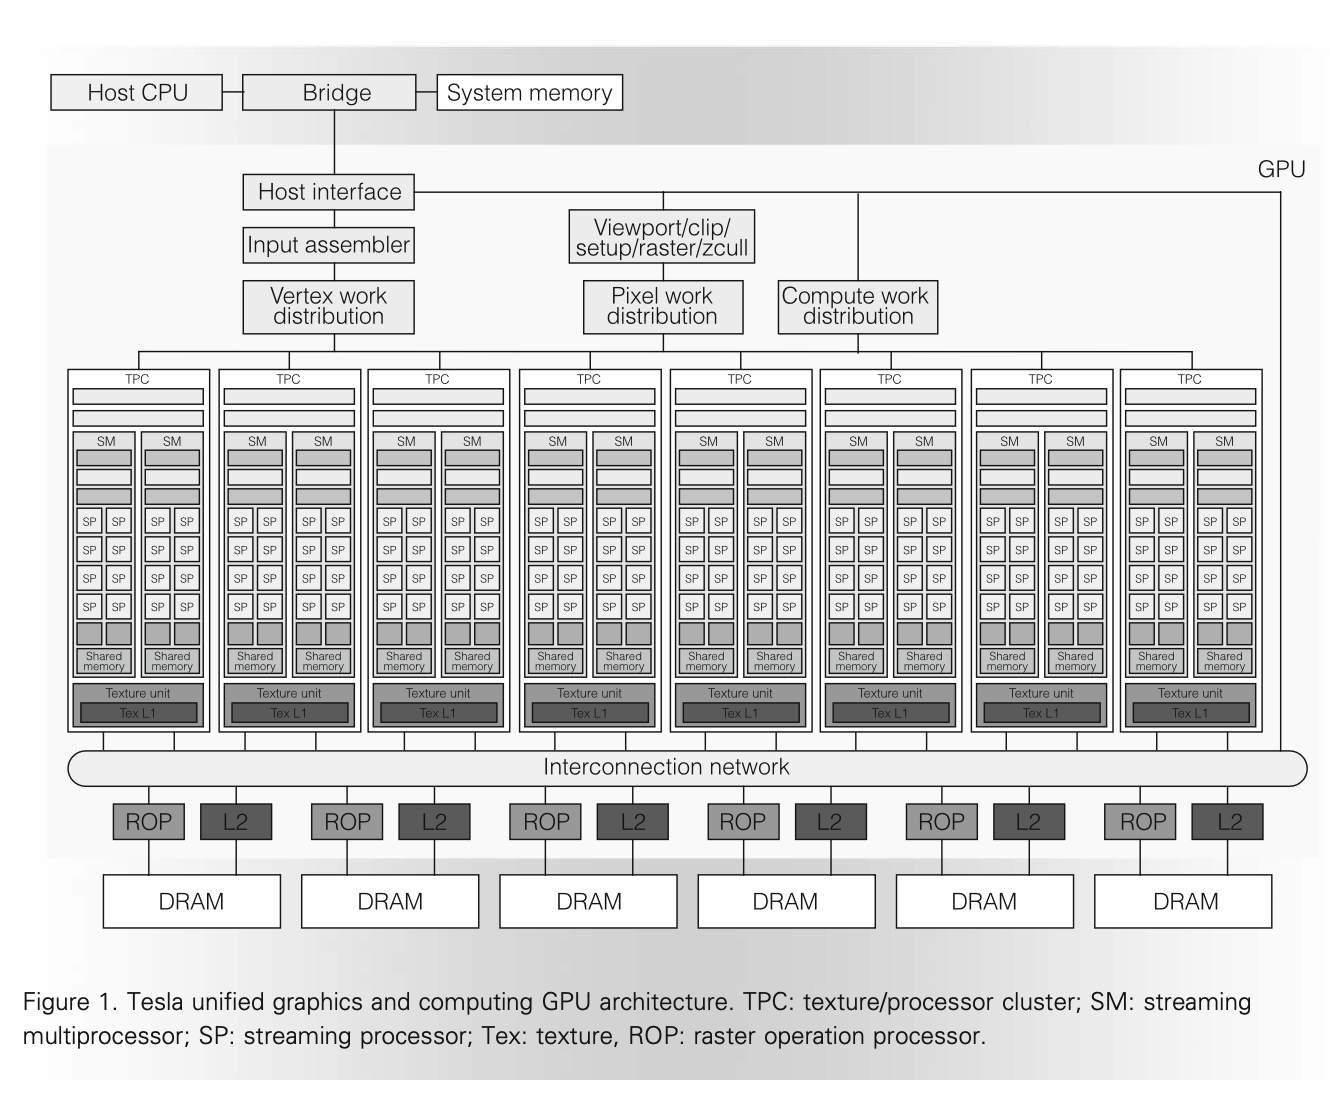 Host CPU
Bridge
System memory
GPU
Host interface
Viewport/clip/
setup/raster/zcull
Input assembler
Vertex work
distribution
Pixel work
distribution
Compute work
distribution
TPC TPC TPC TPC TPC TPC TPC TPC
SM SM SM SM SM SM SM SM SM SM SM SM SM SM SM SM
SP SP SP SP SP SP SP SP SP SP SP SP SP SP SP SP SP SP SP SP SP SP SP SP SP SP SP SP SP SP SP SP
SP SP SP SP SP SP SP SP SP SP SP SP SP SP SP SP SP SP SP SP SP SP SP SP SP SP SP SP SP SP SP SP
SP SP SP SP SP SP SP SP SP SP SP SP SP SP SP SP SP SP SP SP SP SP SP SP SP SP SP SP SP SP SP SP
SP SP SP SP SP SP SP SP SP SP SP SP SP SP SP SP SP SP SP SP SP SP SP SP SP SP SP SP SP SP SP SP
Shared Shared Shared Shared Shared Shared Shared Shared Shared Shared Shared Shared Shared Shared Shared Shared
memory memory memory memory memory memory memory memory memory memory memory memory memory memory memory memory
Texture unit Texture unit Texture unit Texture unit Texture unit Texture unit Texture unit Texture unit
Tex L1 Tex L1 Tex L1 Tex L1 Tex L1 Tex L1 Tex L1 Tex L1
Interconnection network
ROP L2 ROP L2 ROP L2 ROP L2 ROP L2 ROP L2
DRAM DRAM DRAM DRAM DRAM DRAM
Figure 1. Tesla unified graphics and computing GPU architecture. TPC: texture/processor cluster; SM: streaming
multiprocessor; SP: streaming processor; Tex: texture, ROP: raster operation processor.